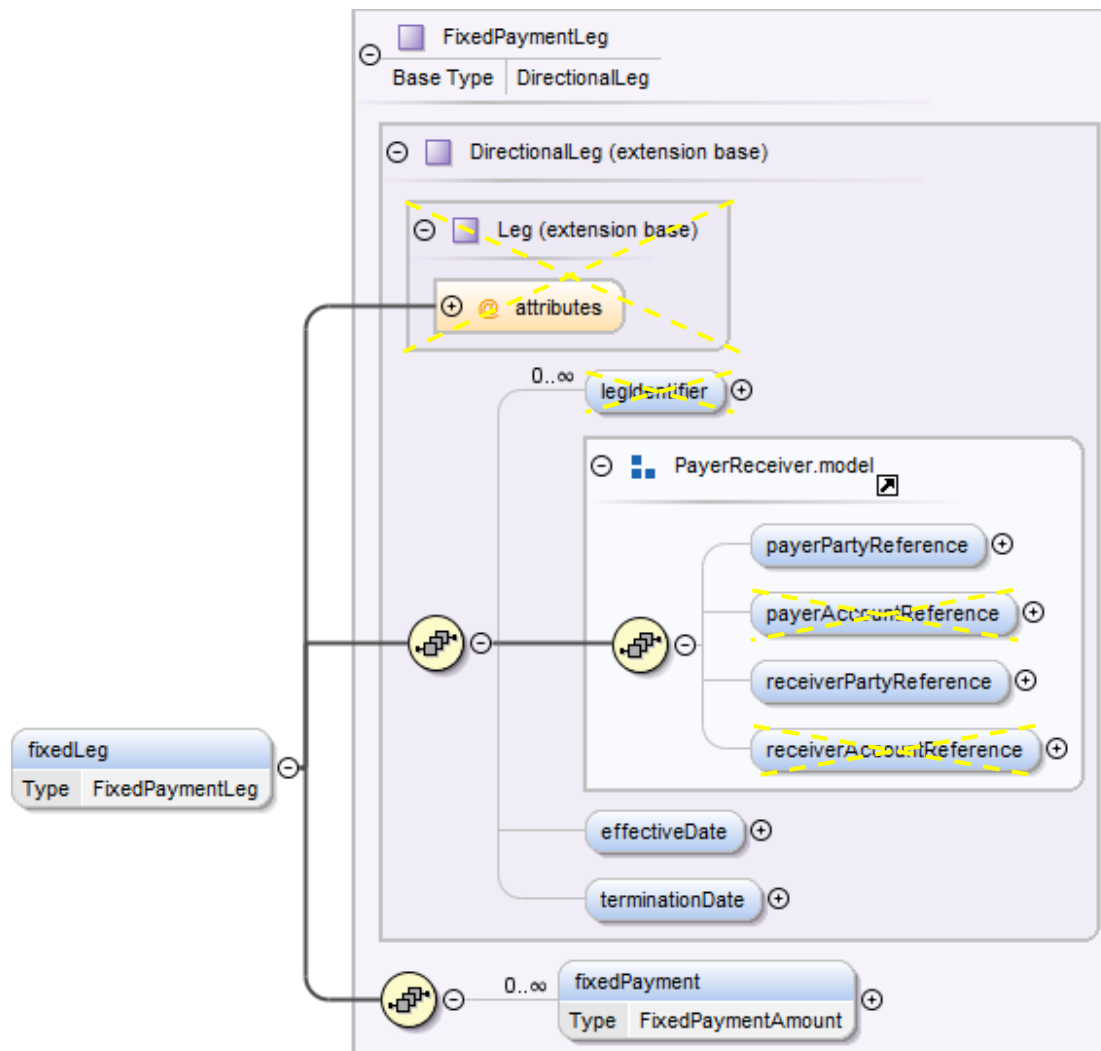 FixedPaymentLeg
Base Type DirectionalLeg
DirectionalLeg (extension base)
Leg (extension base)
@ attributes
0..∞ legIdentifier
PayerReceiver.model
payerPartyReference
payerAccountReference
receiverPartyReference
receiverAccountReference
fixedLeg
Type FixedPaymentLeg
effectiveDate
terminationDate
0..∞ fixedPayment
Type FixedPaymentAmount